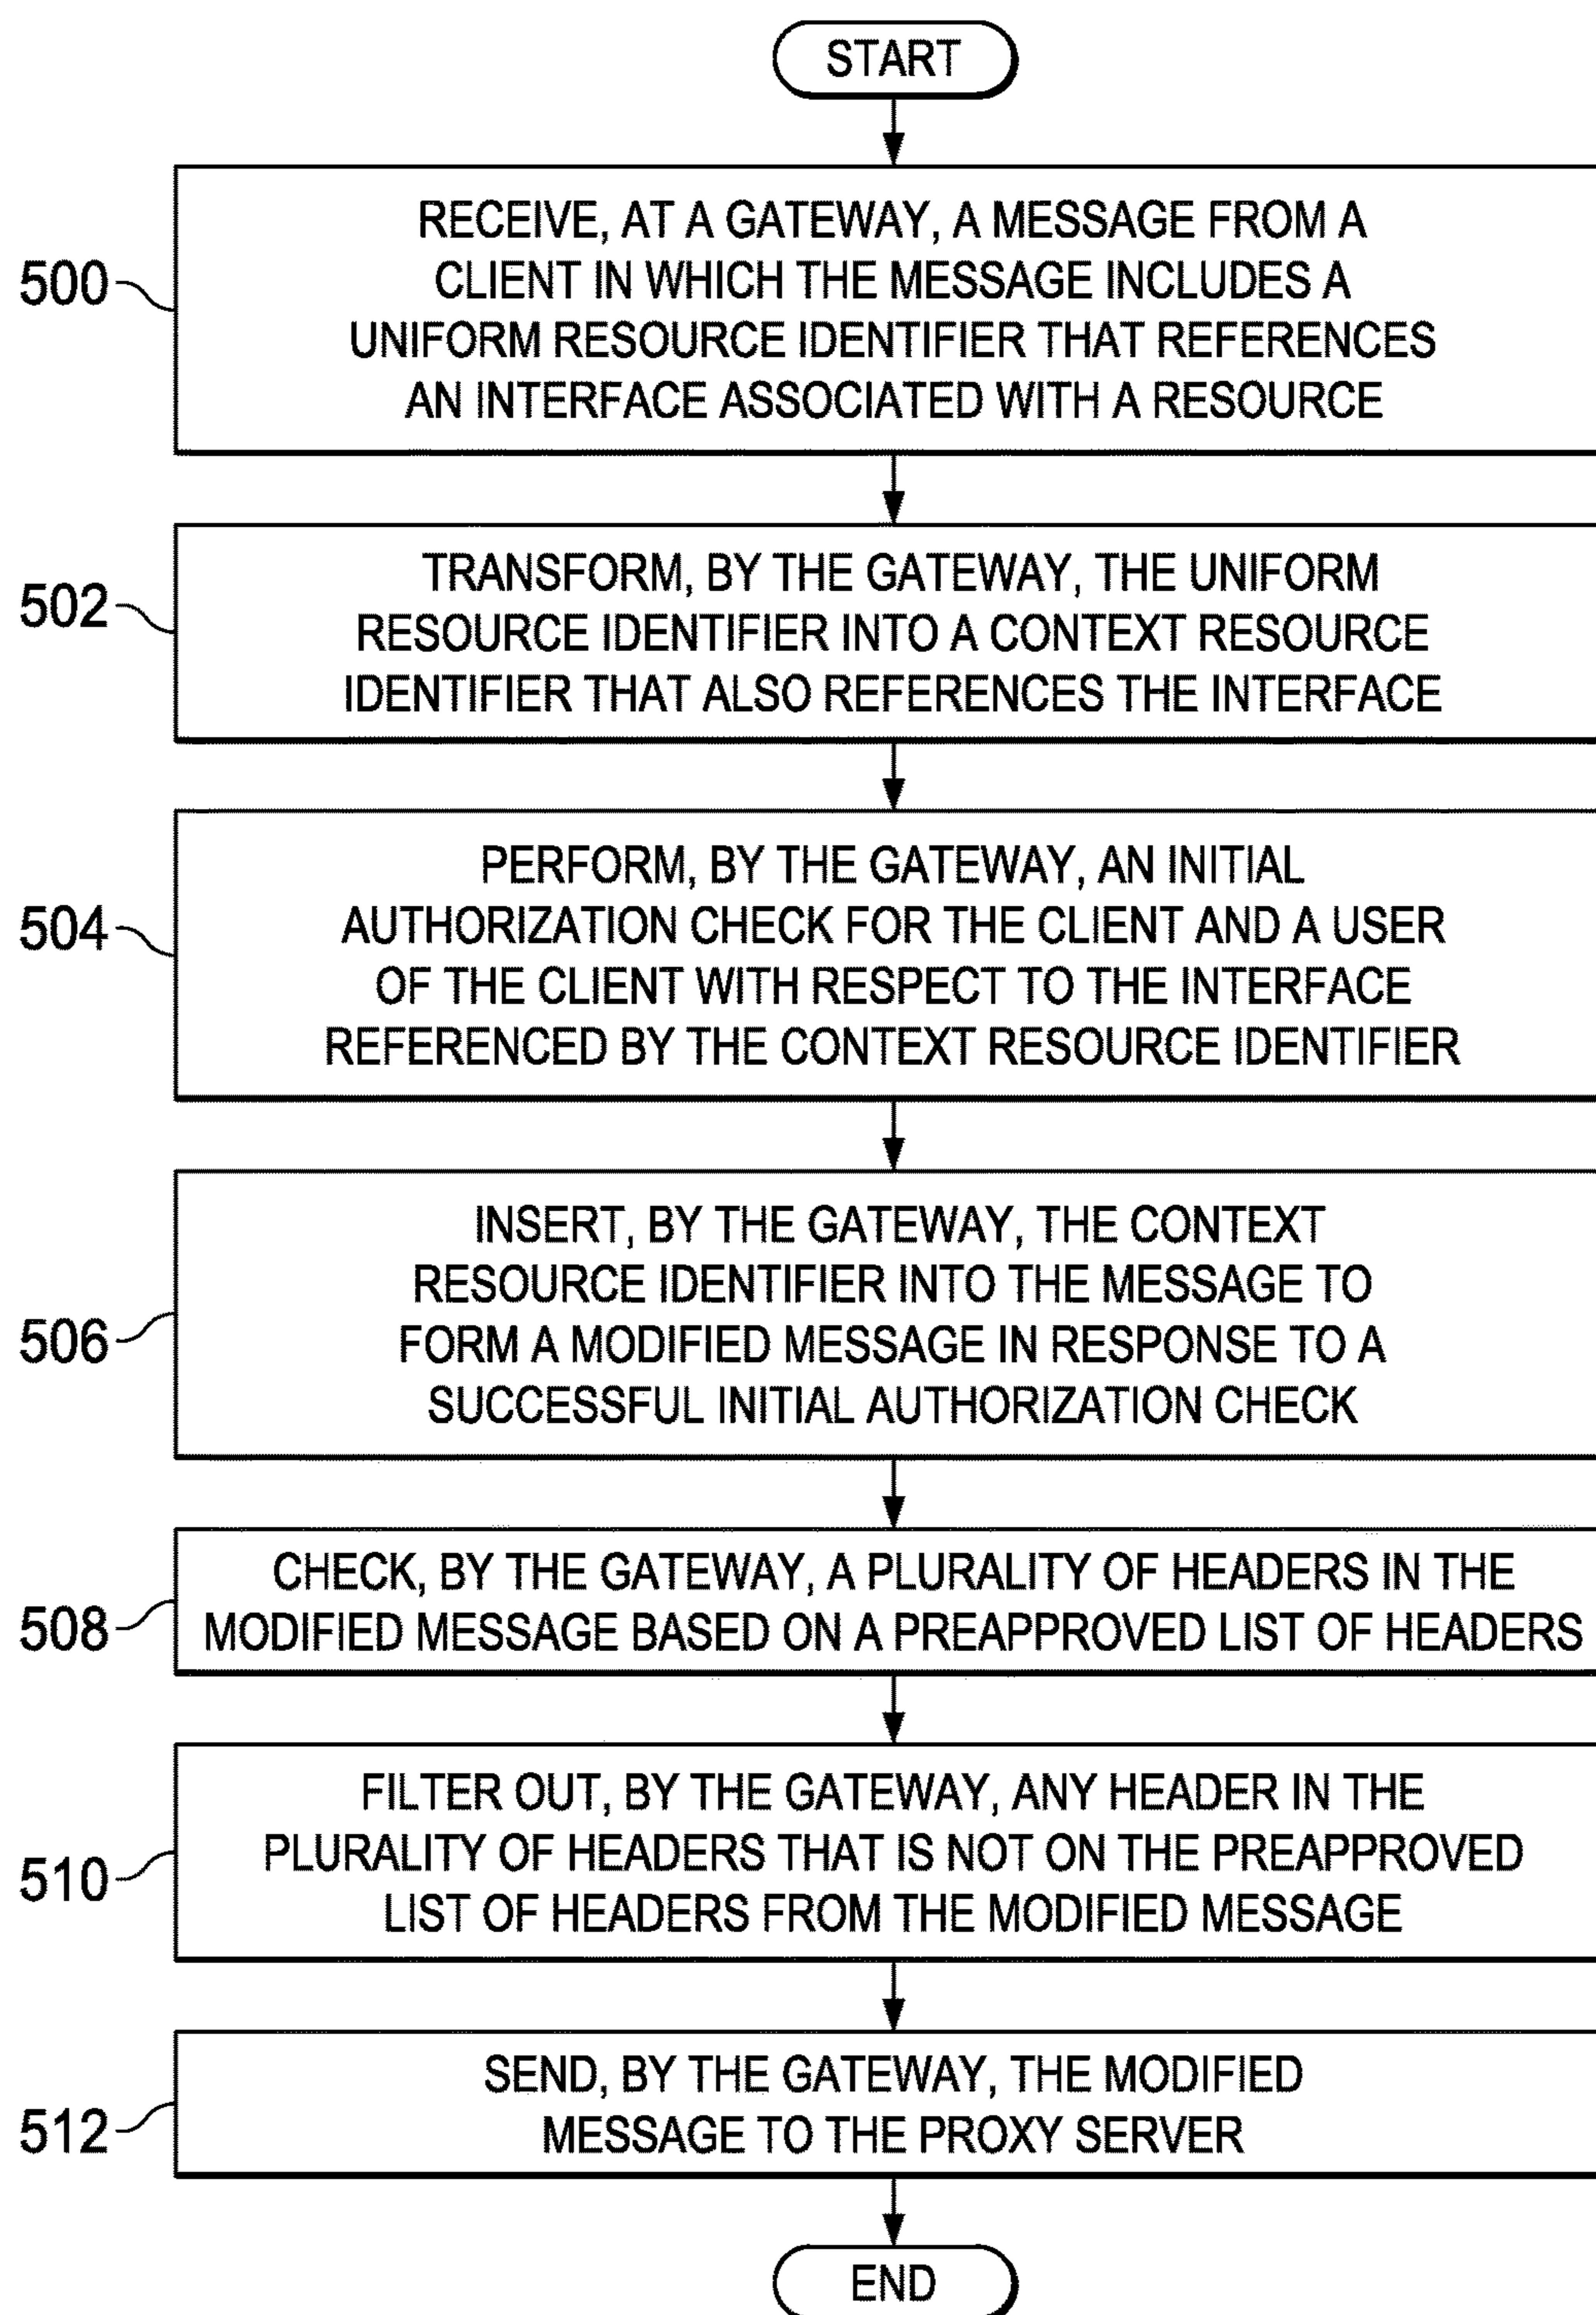 START
500
RECEIVE, AT A GATEWAY, A MESSAGE FROM A
CLIENT IN WHICH THE MESSAGE INCLUDES A
UNIFORM RESOURCE IDENTIFIER THAT REFERENCES
AN INTERFACE ASSOCIATED WITH A RESOURCE
502
TRANSFORM, BY THE GATEWAY, THE UNIFORM
RESOURCE IDENTIFIER INTO A CONTEXT RESOURCE
IDENTIFIER THAT ALSO REFERENCES THE INTERFACE
504
PERFORM, BY THE GATEWAY, AN INITIAL
AUTHORIZATION CHECK FOR THE CLIENT AND A USER
OF THE CLIENT WITH RESPECT TO THE INTERFACE
REFERENCED BY THE CONTEXT RESOURCE IDENTIFIER
506
INSERT, BY THE GATEWAY, THE CONTEXT
RESOURCE IDENTIFIER INTO THE MESSAGE TO
FORM A MODIFIED MESSAGE IN RESPONSE TO A
SUCCESSFUL INITIAL AUTHORIZATION CHECK
508
CHECK, BY THE GATEWAY, A PLURALITY OF HEADERS IN THE
MODIFIED MESSAGE BASED ON A PREAPPROVED LIST OF HEADERS
510
FILTER OUT, BY THE GATEWAY, ANY HEADER IN THE
PLURALITY OF HEADERS THAT IS NOT ON THE PREAPPROVED
LIST OF HEADERS FROM THE MODIFIED MESSAGE
512
SEND, BY THE GATEWAY, THE MODIFIED
MESSAGE TO THE PROXY SERVER
END